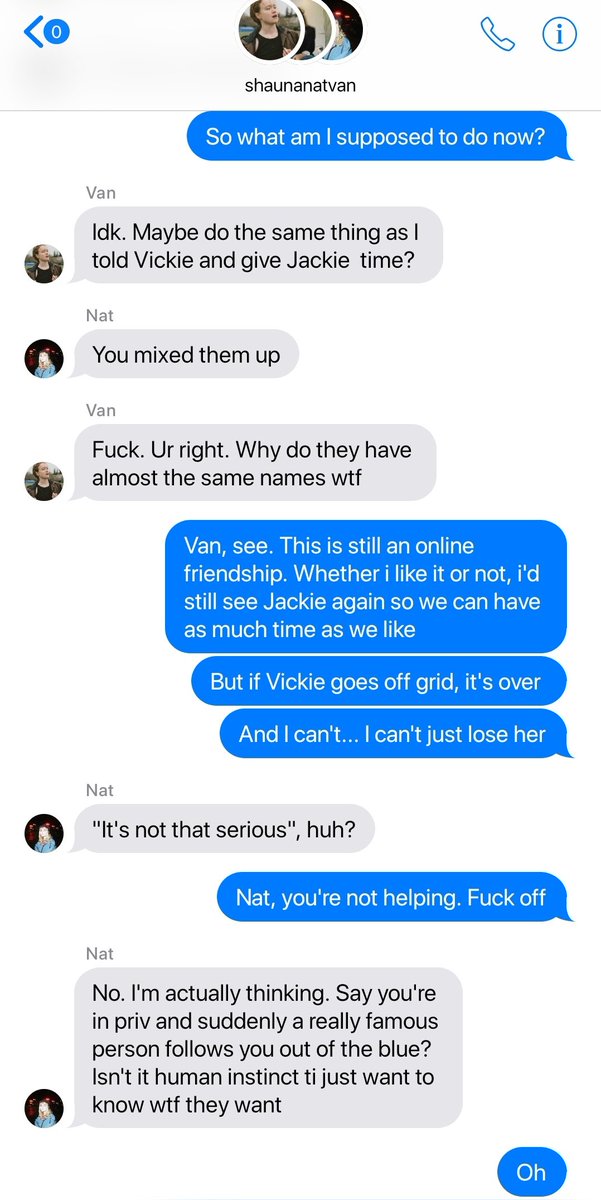 0
shaunanatvan
So what am I supposed to do now?
Van
Idk. Maybe do the same thing as I
told Vickie and give Jackie  time?
Nat
You mixed them up
Van
Fuck. Ur right. Why do they have
almost the same names wtf
Van, see. This is still an online
friendship. Whether i like it or not, i'd
still see Jackie again so we can have
as much time as we like
But if Vickie goes off grid, it's over
And I can't... I can't just lose her
Nat
"It's not that serious", huh?
Nat, you're not helping. Fuck off
Nat
No. I'm actually thinking. Say you're
in priv and suddenly a really famous
person follows you out of the blue?
Isn't it human instinct ti just want to
know wtf they want
Oh